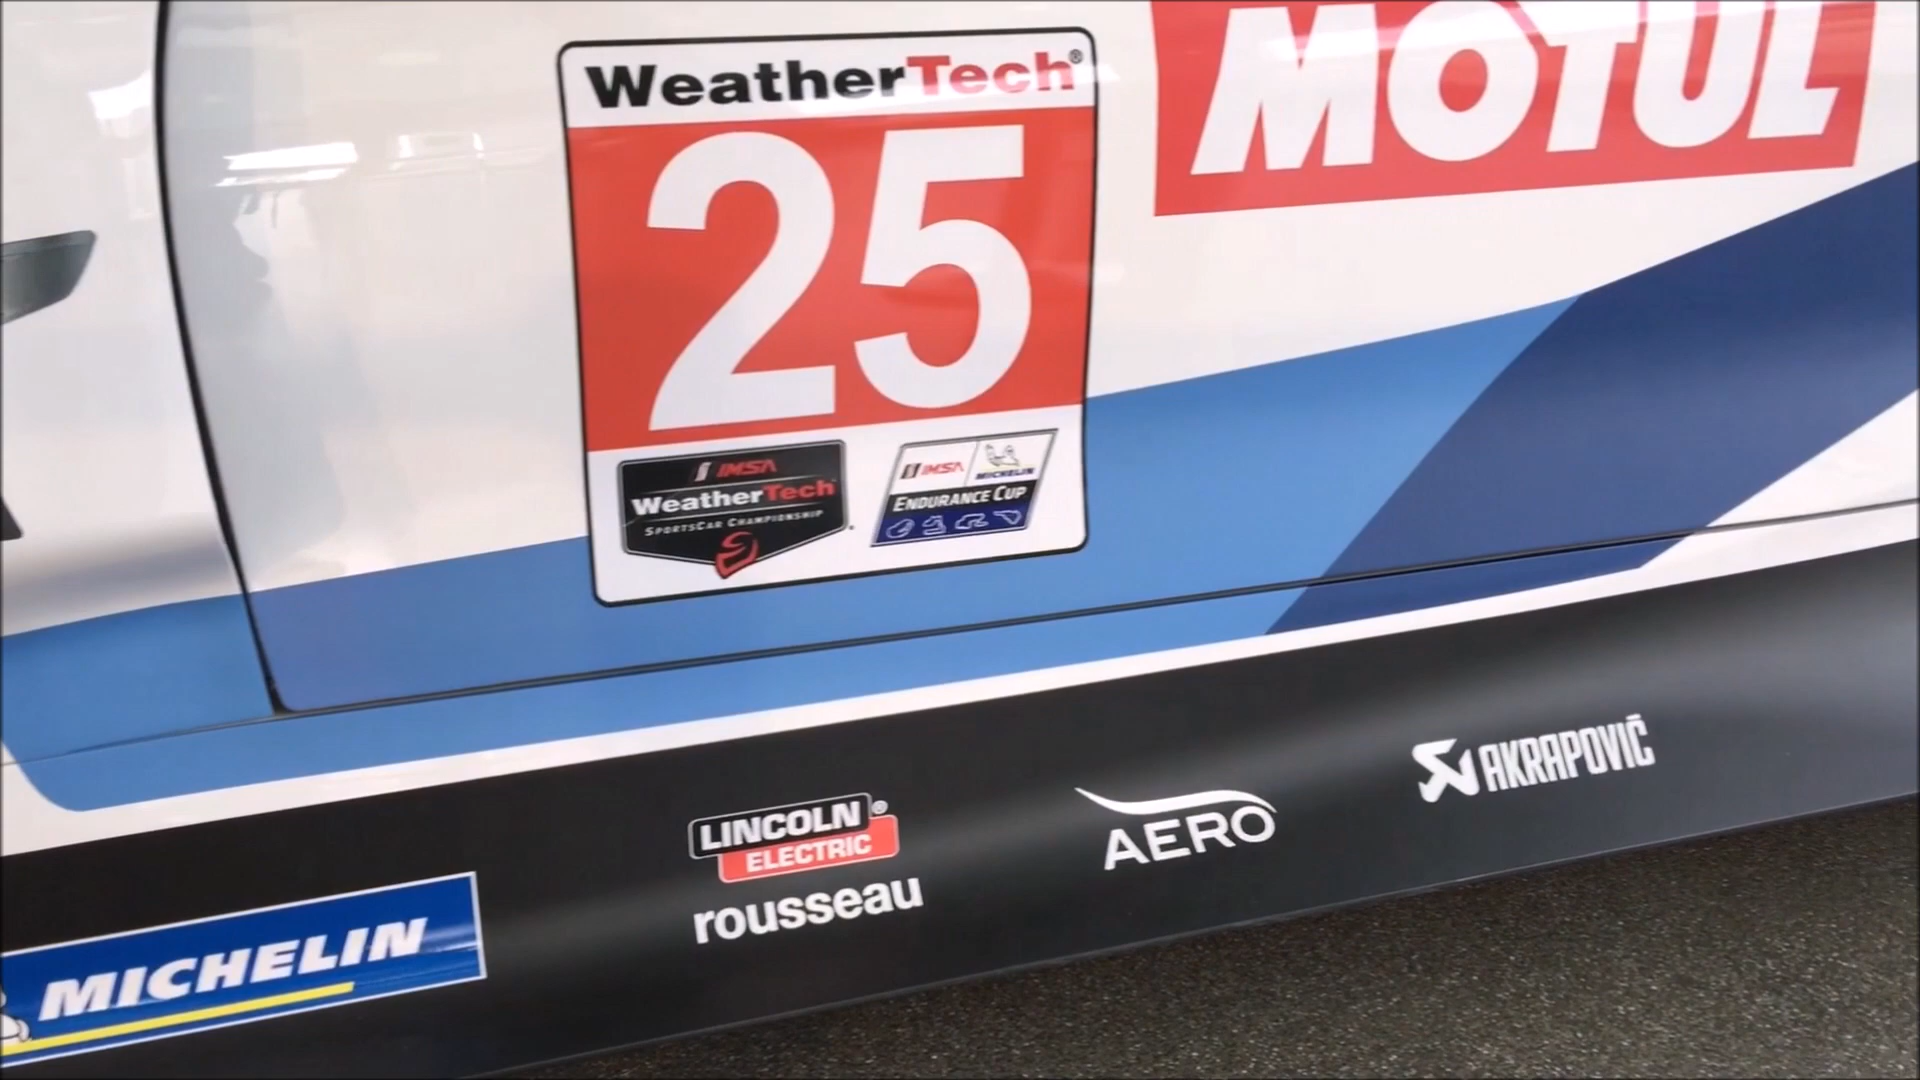 WeatherTech®
MOTUL
25
IMSA
WeatherTech
SPORTSCAR CHAMPIONSHIP
IMSA
MICHELIN
ENDURANCE CUP
LINCOLN®
ELECTRIC
rousseau
AERO
AKRAPOVIČ
MICHELIN